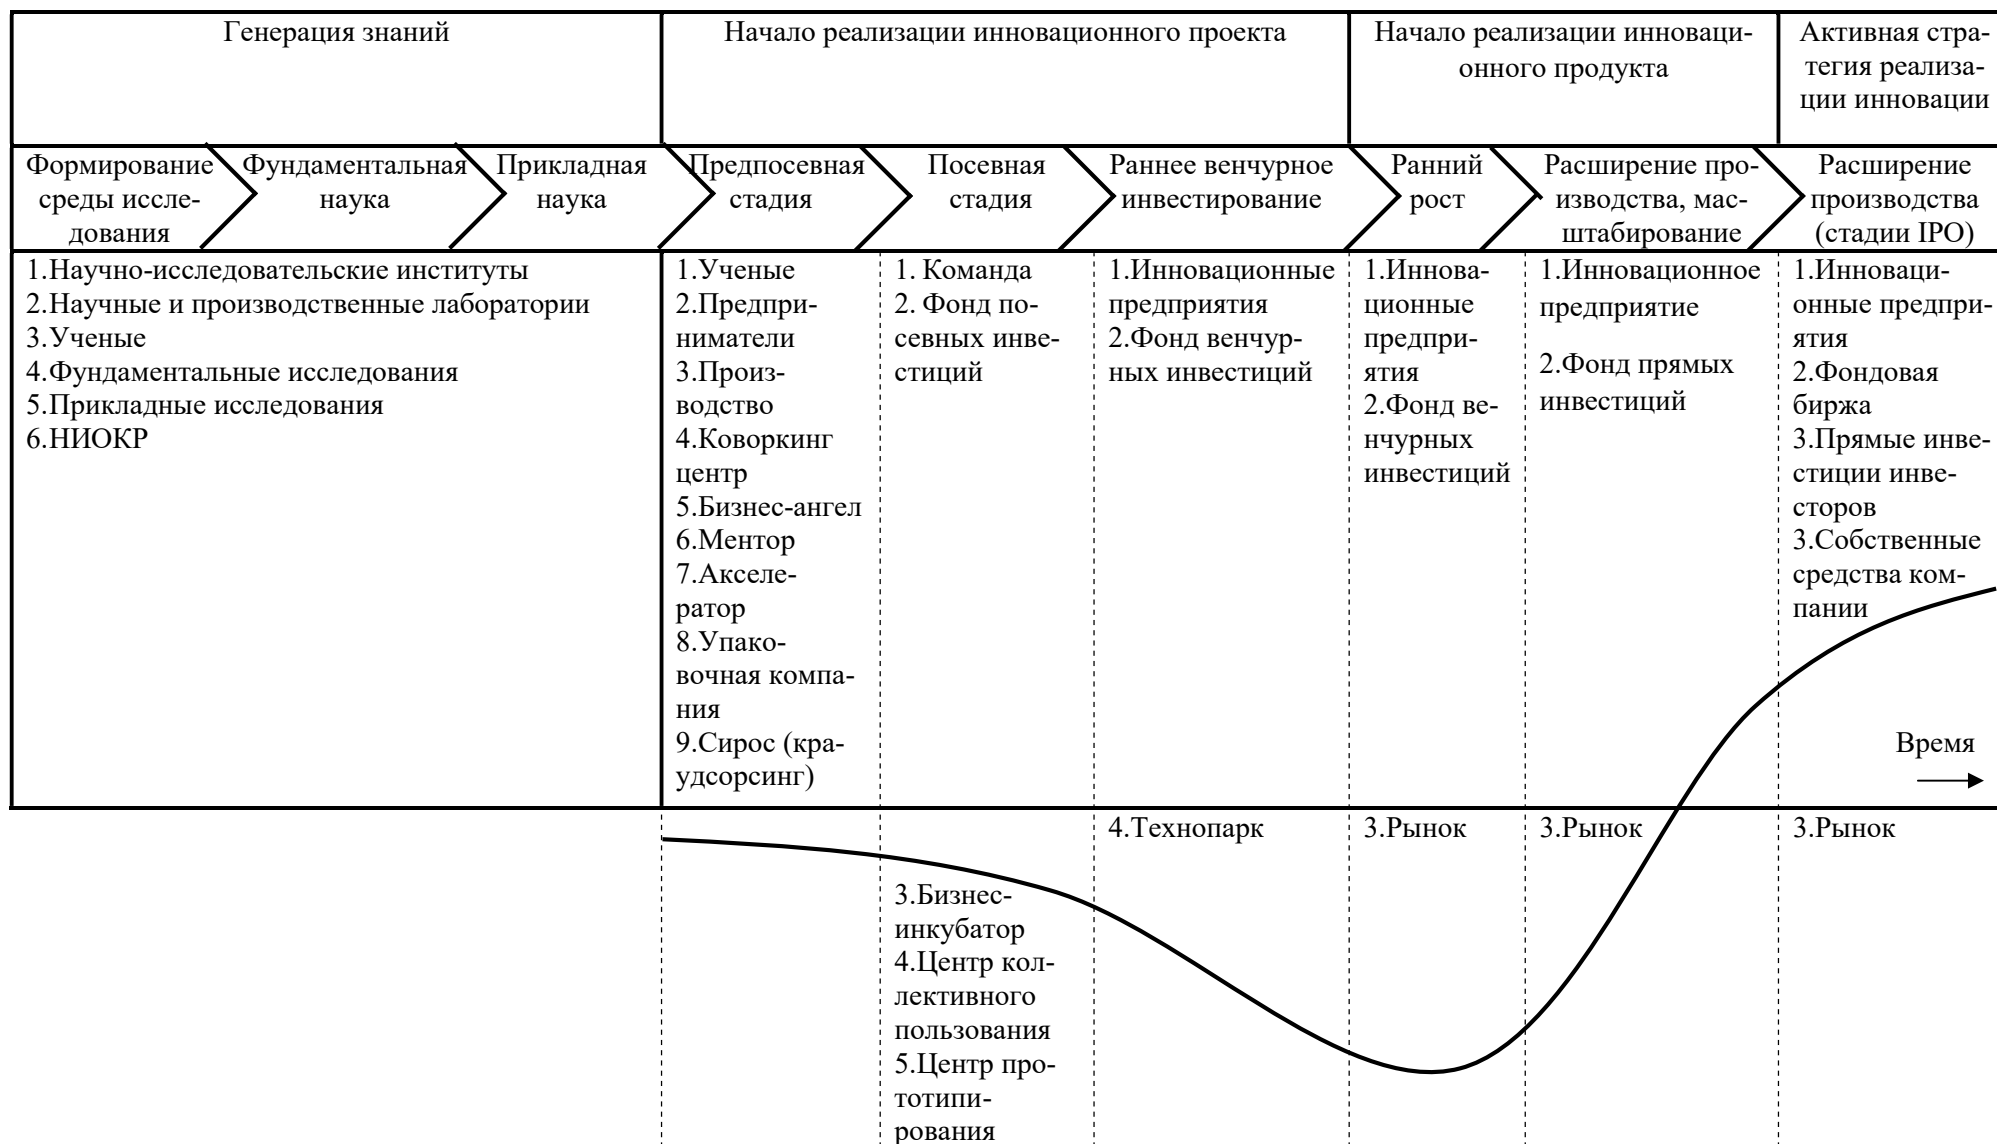 Генерация знаний
Начало реализации инновационного проекта
Начало реализации инноваци-
онного продукта
Активная стра-
тегия реализа-
ции инновации
Формирование
среды иссле-
дования
Фундаментальная
наука
Прикладная
наука
Предпосевная
стадия
Посевная
стадия
Раннее венчурное
инвестирование
Ранний
рост
Расширение про-
изводства, мас-
штабирование
Расширение
производства
(стадии IPO)
1.Научно-исследовательские институты
2.Научные и производственные лаборатории
3.Ученые
4.Фундаментальные исследования
5.Прикладные исследования
6.НИОКР
1.Ученые
2.Предпри-
ниматели
3.Произ-
водство
4.Коворкинг
центр
5.Бизнес-ангел
6.Ментор
7.Акселе-
ратор
8.Упако-
вочная компа-
ния
9.Сирос (кра-
удсорсинг)
1. Команда
2. Фонд по-
севных инве-
стиций
1.Инновационные
предприятия
2.Фонд венчур-
ных инвестиций
1.Иннова-
ционные
предпри-
ятия
2.Фонд ве-
нчурных
инвестиций
1.Инновационное
предприятие
2.Фонд прямых
инвестиций
1.Инноваци-
онные предпри-
ятия
2.Фондовая
биржа
3.Прямые инве-
стиции инве-
сторов
3.Собственные
средства ком-
пании
Время
3.Бизнес-
инкубатор
4.Центр кол-
лективного
пользования
5.Центр про-
тотипи-
рования
4.Технопарк
3.Рынок
3.Рынок
3.Рынок